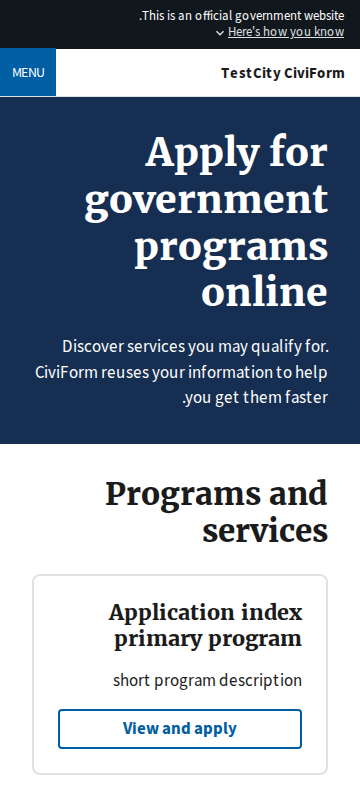 This is an official government website.
Here's how you know
MENU
TestCity CiviForm
Apply for
government
programs
online
Discover services you may qualify for.
CiviForm reuses your information to help
you get them faster.
Programs and
services
Application index
primary program
short program description
View and apply